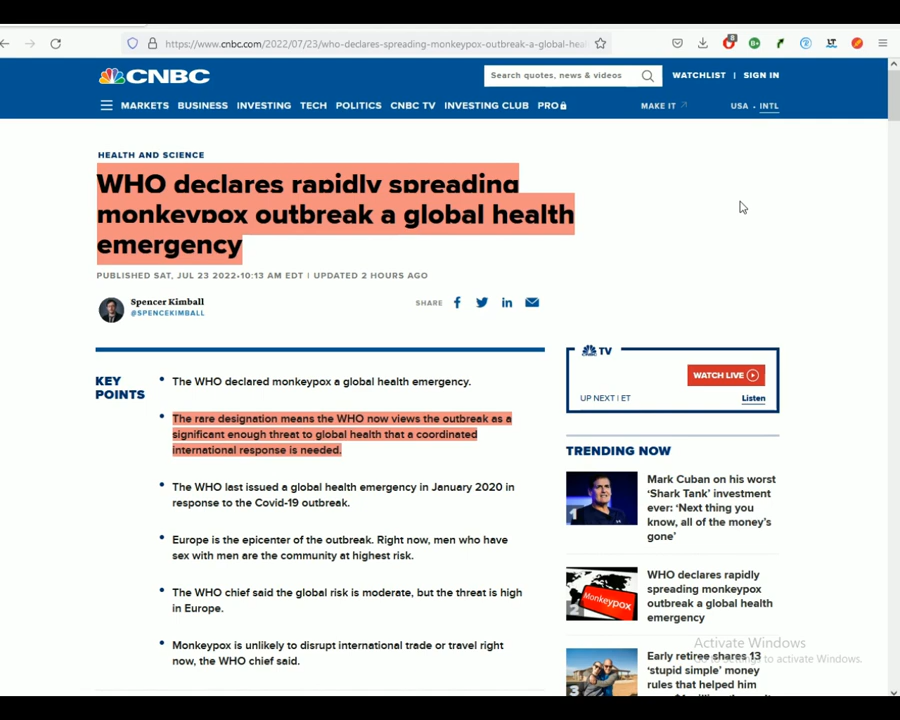 https://www.cnbc.com/2022/07/23/who-declares-spreading-monkeypox-outbreak-a-global-hea
8
CNBC
Search quotes, news & videos
WATCHLIST | SIGN IN
MARKETS BUSINESS INVESTING TECH POLITICS CNBC TV INVESTING CLUB PRO
MAKE IT
USA • INTL
HEALTH AND SCIENCE
WHO declares rapidly spreading
monkeypox outbreak a global health
emergency
PUBLISHED SAT, JUL 23 2022•10:13 AM EDT | UPDATED 2 HOURS AGO
Spencer Kimball
@SPENCEKIMBALL
SHARE
KEY
POINTS
The WHO declared monkeypox a global health emergency.
The rare designation means the WHO now views the outbreak as a
significant enough threat to global health that a coordinated
international response is needed.
The WHO last issued a global health emergency in January 2020 in
response to the Covid-19 outbreak.
Europe is the epicenter of the outbreak. Right now, men who have
sex with men are the community at highest risk.
The WHO chief said the global risk is moderate, but the threat is high
in Europe.
Monkeypox is unlikely to disrupt international trade or travel right
now, the WHO chief said.
TV
WATCH LIVE
UP NEXT | ET
Listen
TRENDING NOW
1
Mark Cuban on his worst
‘Shark Tank’ investment
ever: ‘Next thing you
know, all of the money’s
gone’
2
Monkeypox
WHO declares rapidly
spreading monkeypox
outbreak a global health
emergency
3
Early retiree shares 13
‘stupid simple’ money
rules that helped him
Activate Windows
Go to Settings to activate Windows.